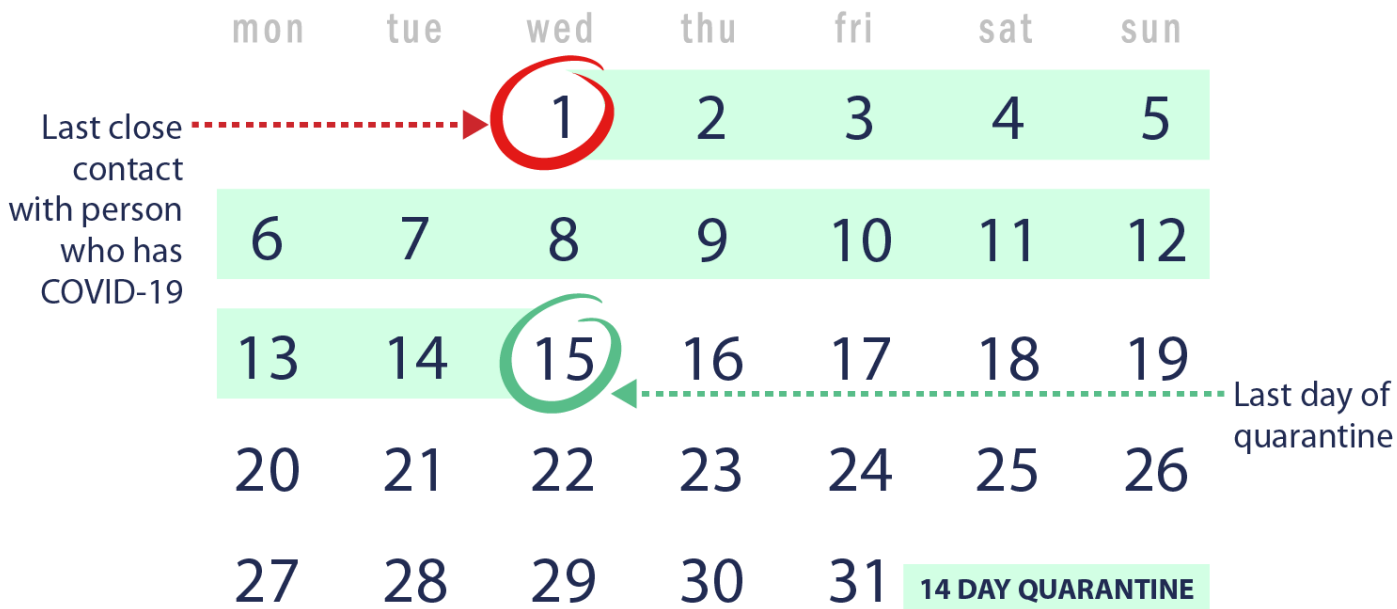 mon tue wed thu fri sat sun
1 2 3 4 5
Last close
contact
with person
who has
COVID-19
6 7 8 9 10 11 12
13 14 15 16 17 18 19
Last day of
quarantine
20 21 22 23 24 25 26
27 28 29 30 31
14 DAY QUARANTINE